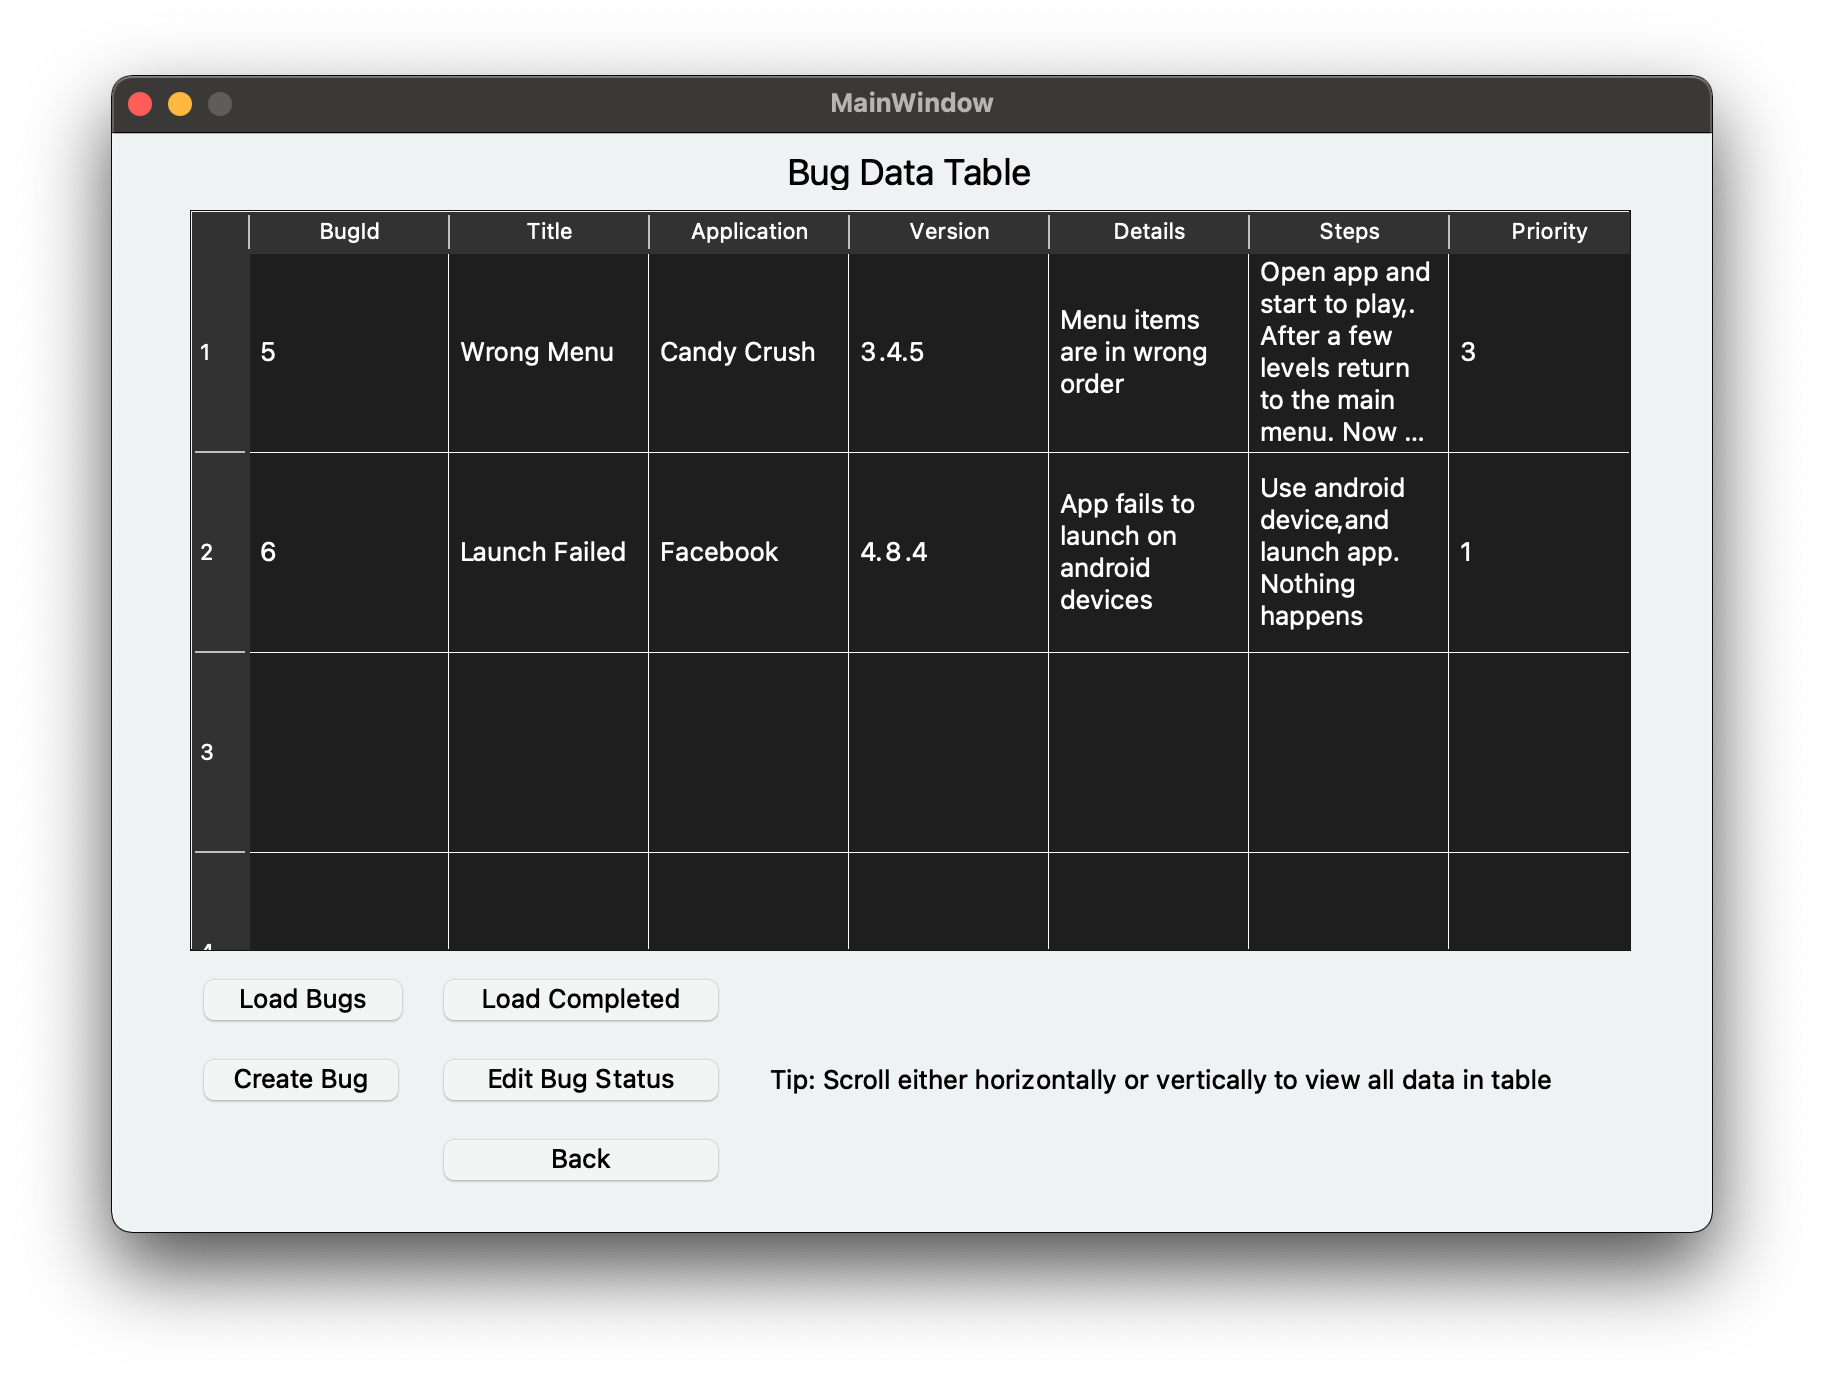 MainWindow
Bug Data Table
BugId Title Application Version Details Steps Priority
1 5 Wrong Menu Candy Crush 3.4.5 Menu items
are in wrong
order Open app and
start to play,.
After a few
levels return
to the main
menu. Now ... 3
2 6 Launch Failed Facebook 4.8.4 App fails to
launch on
android
devices Use android
device,and
launch app.
Nothing
happens 1
3
4
Load Bugs Load Completed
Create Bug Edit Bug Status Tip: Scroll either horizontally or vertically to view all data in table
Back